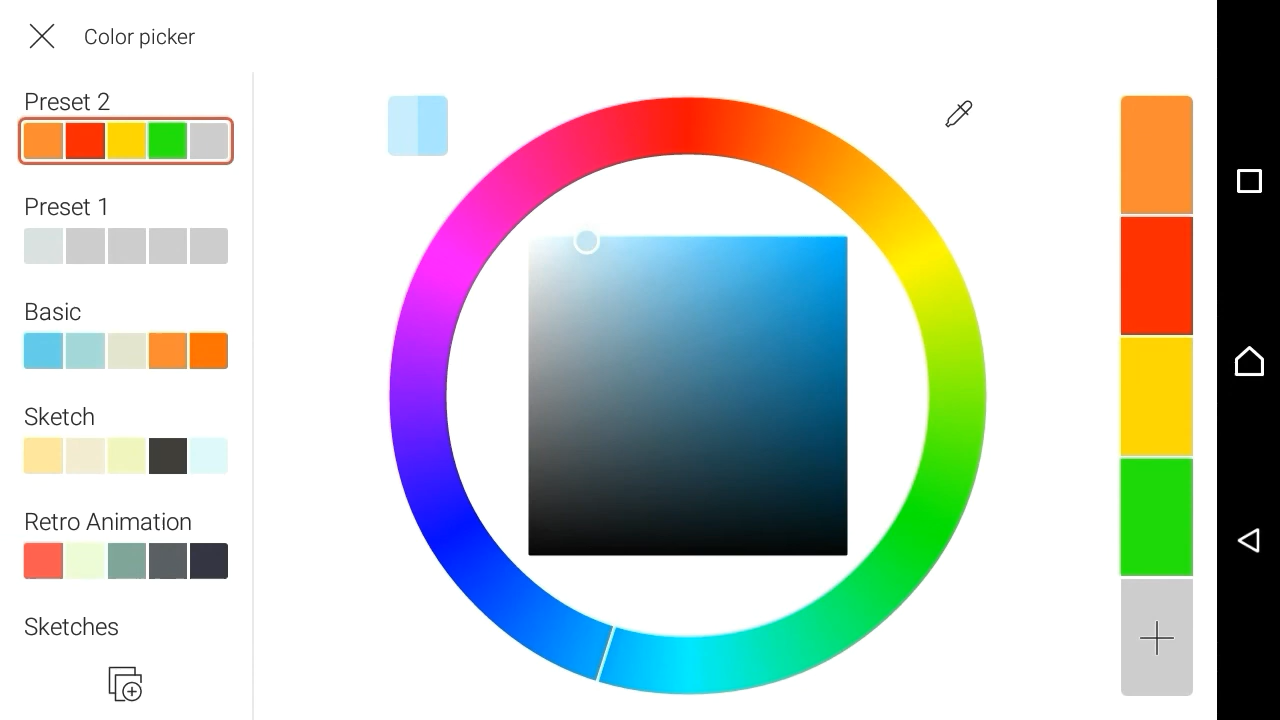 Color picker
Preset 2
Preset 1
Basic
Sketch
Retro Animation
Sketches